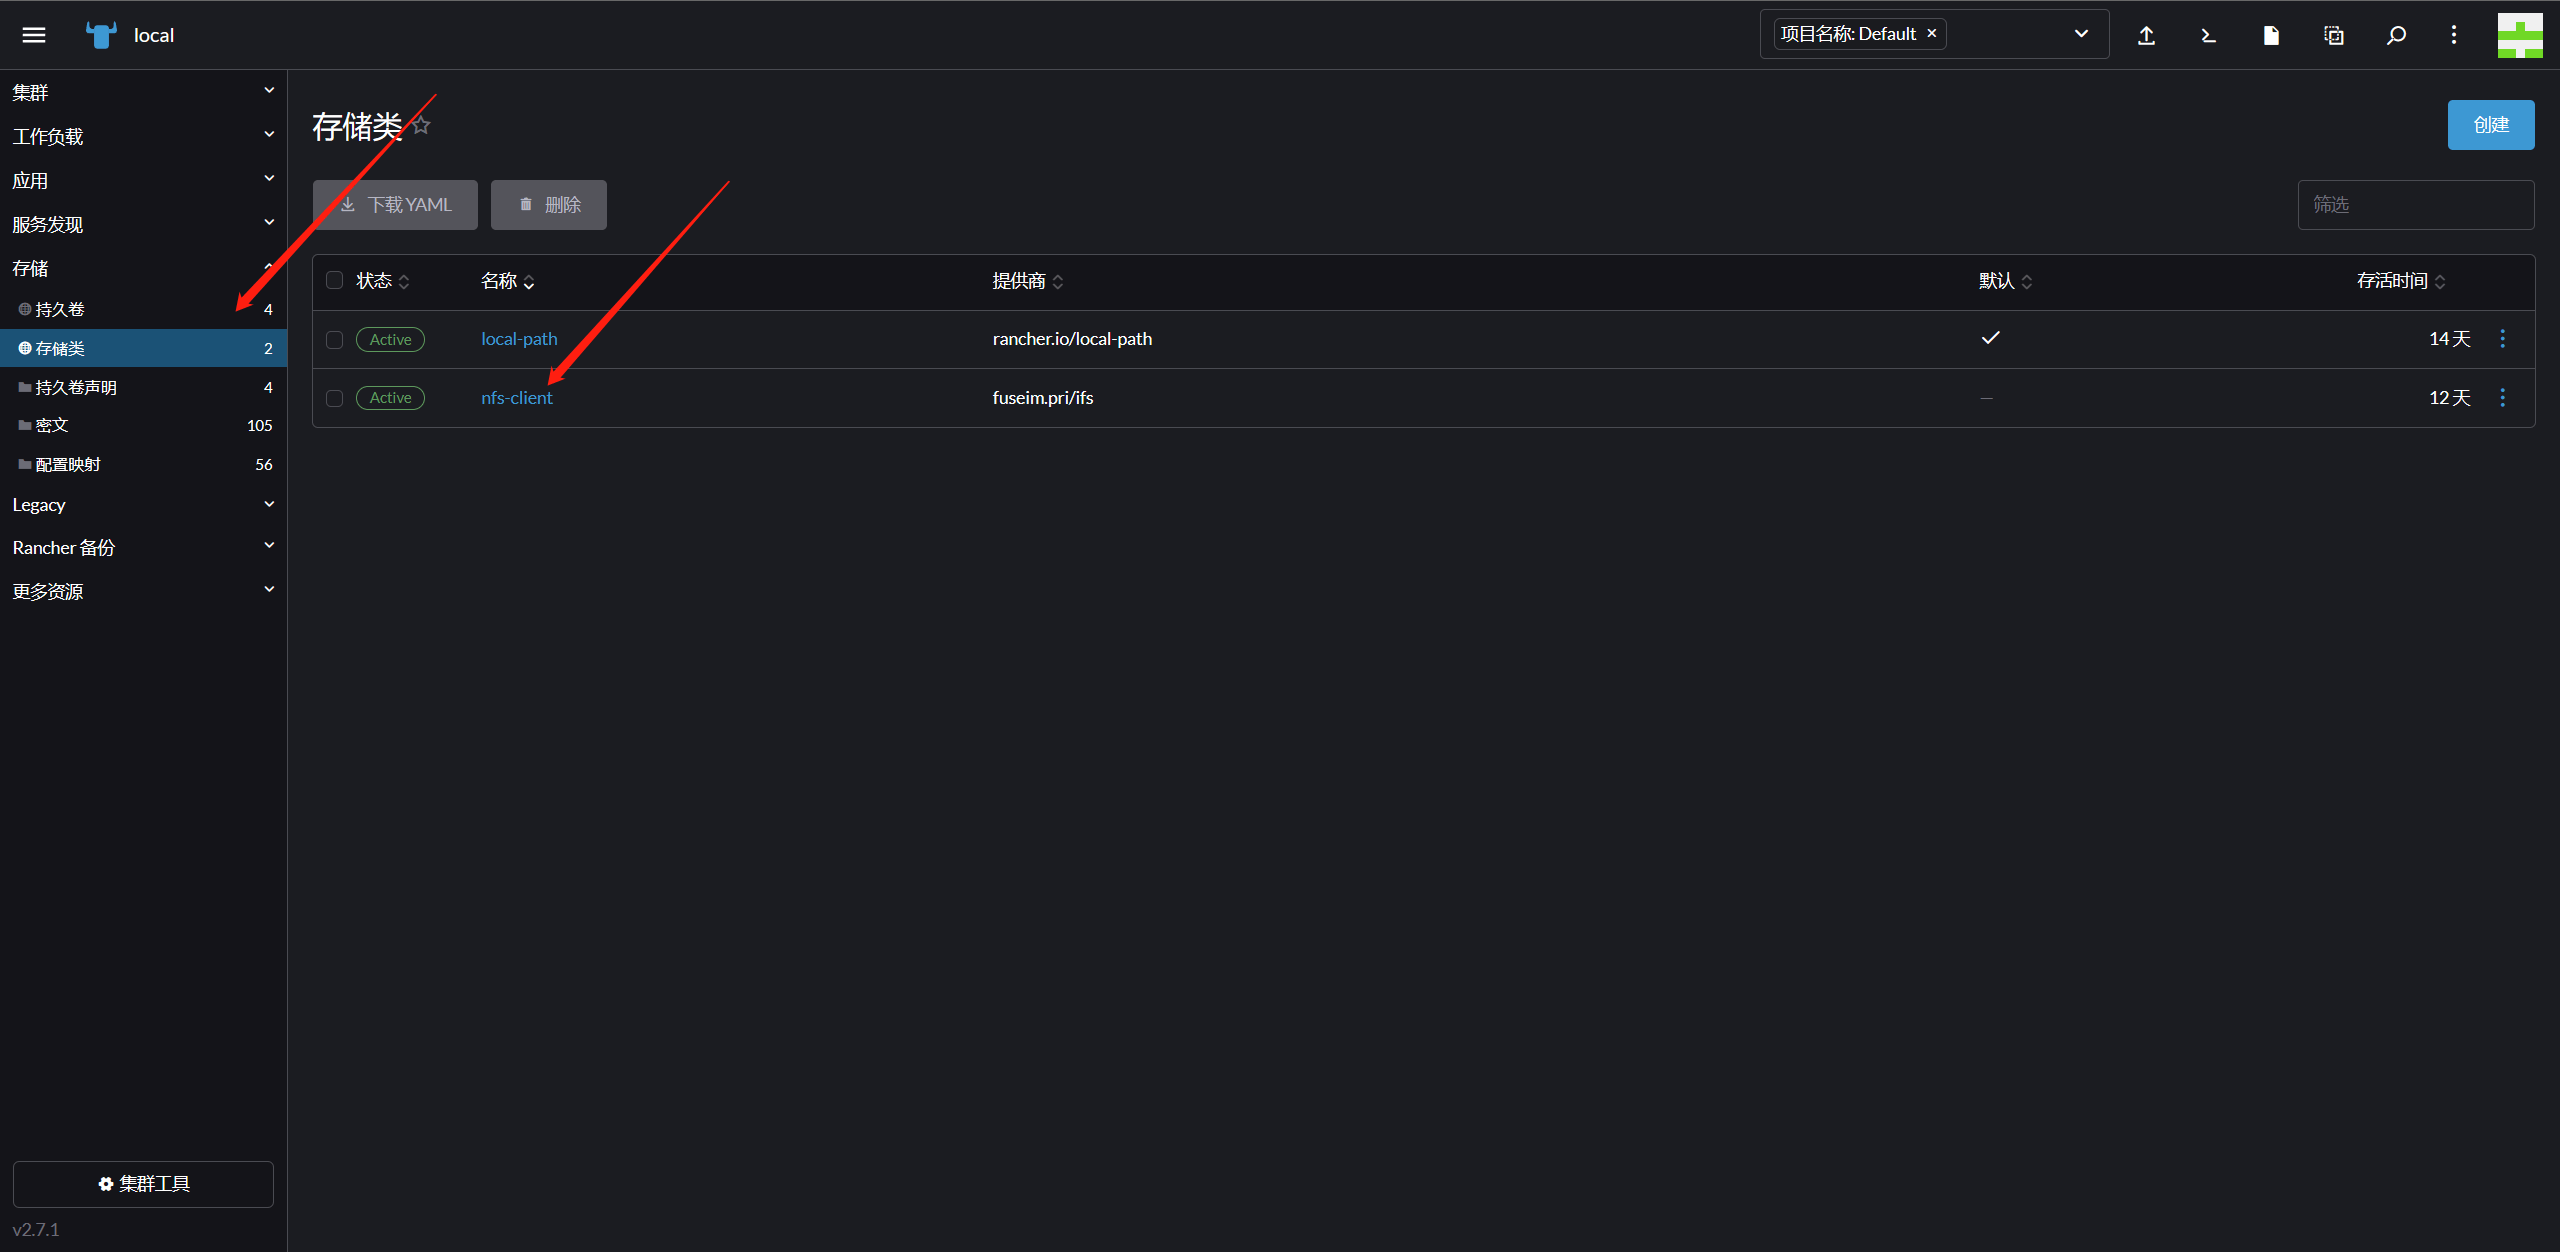 local
项目名称: Default ×
集群
工作负载
应用
服务发现
存储
持久卷 4
存储类 2
持久卷声明 4
密文 105
配置映射 56
Legacy
Rancher 备份
更多资源
集群工具
v2.7.1
存储类
创建
下载 YAML
删除
筛选
状态 名称 提供商 默认 存活时间
Active local-path rancher.io/local-path 14 天
Active nfs-client fuseim.pri/ifs — 12 天